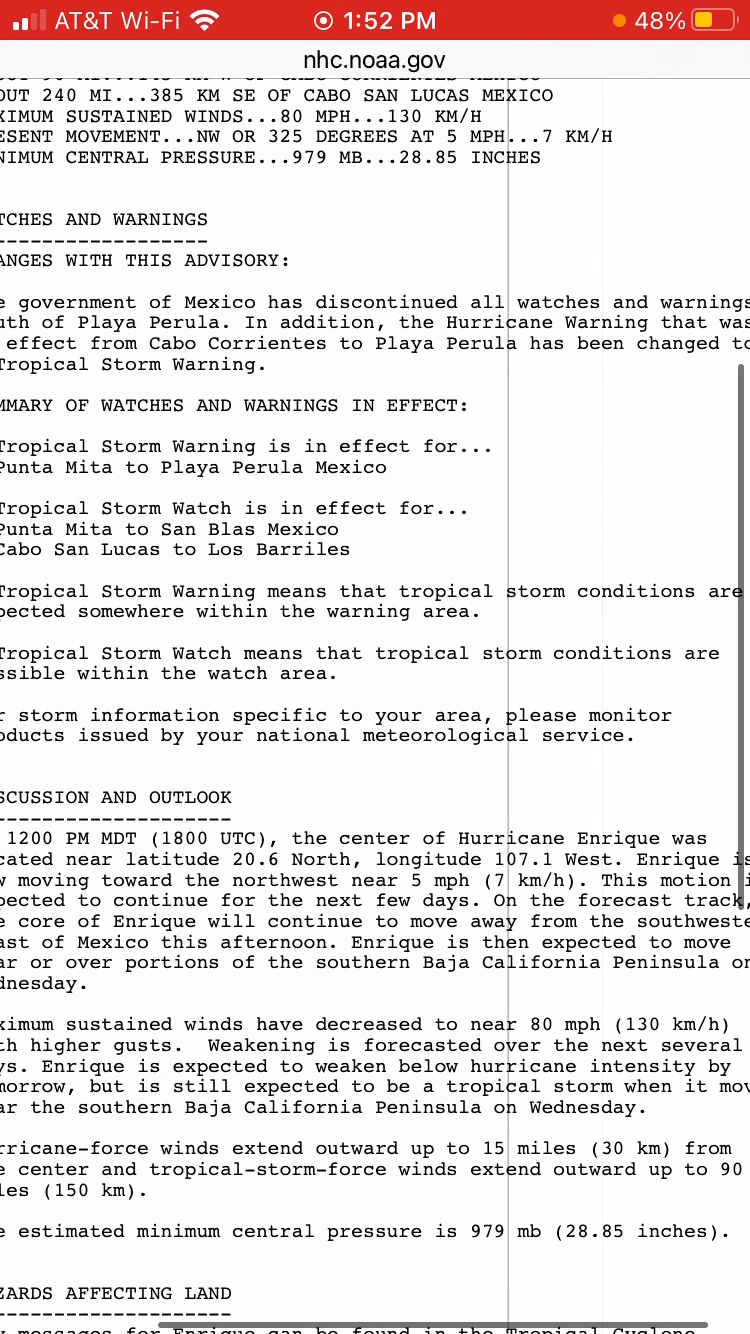 AT&T Wi-Fi 1:52 PM 48%
nhc.noaa.gov
OUT 240 MI...385 KM SE OF CABO SAN LUCAS MEXICO
XIMUM SUSTAINED WINDS...80 MPH...130 KM/H
ESENT MOVEMENT...NW OR 325 DEGREES AT 5 MPH...7 KM/H
NIMUM CENTRAL PRESSURE...979 MB...28.85 INCHES
TCHES AND WARNINGS
--------------------
ANGES WITH THIS ADVISORY:
e government of Mexico has discontinued all watches and warnings
uth of Playa Perula. In addition, the Hurricane Warning that was
effect from Cabo Corrientes to Playa Perula has been changed to
Tropical Storm Warning.
MMARY OF WATCHES AND WARNINGS IN EFFECT:
Tropical Storm Warning is in effect for...
Punta Mita to Playa Perula Mexico
Tropical Storm Watch is in effect for...
Punta Mita to San Blas Mexico
Cabo San Lucas to Los Barriles
Tropical Storm Warning means that tropical storm conditions are
pected somewhere within the warning area.
Tropical Storm Watch means that tropical storm conditions are
ssible within the watch area.
r storm information specific to your area, please monitor
oducts issued by your national meteorological service.
SCUSSION AND OUTLOOK
----------------------
1200 PM MDT (1800 UTC), the center of Hurricane Enrique was
cated near latitude 20.6 North, longitude 107.1 West. Enrique is
w moving toward the northwest near 5 mph (7 km/h). This motion i
pected to continue for the next few days. On the forecast track,
e core of Enrique will continue to move away from the southweste
ast of Mexico this afternoon. Enrique is then expected to move
ar or over portions of the southern Baja California Peninsula on
dnesday.
ximum sustained winds have decreased to near 80 mph (130 km/h)
th higher gusts.  Weakening is forecasted over the next several
ys. Enrique is expected to weaken below hurricane intensity by
morrow, but is still expected to be a tropical storm when it mov
ar the southern Baja California Peninsula on Wednesday.
rricane-force winds extend outward up to 15 miles (30 km) from
e center and tropical-storm-force winds extend outward up to 90
les (150 km).
e estimated minimum central pressure is 979 mb (28.85 inches).
ZARDS AFFECTING LAND
----------------------
messages for Enrique can be found in the Tropical Cyclone